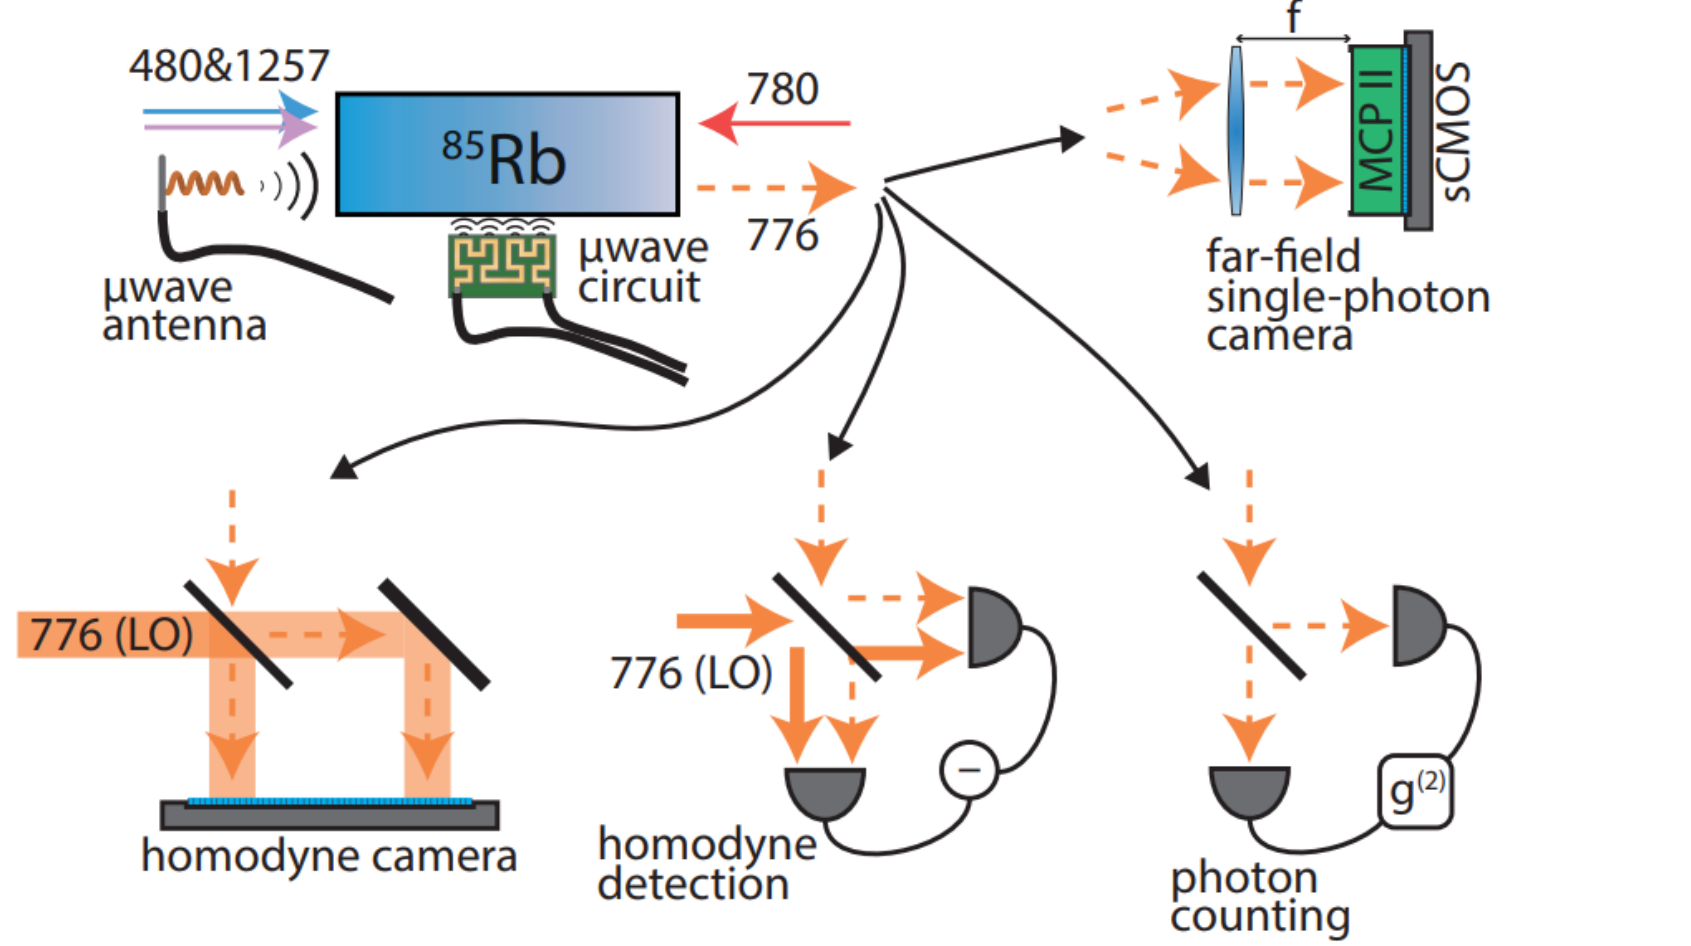 480&1257
⁸⁵Rb
780
776
μwave
antenna
μwave
circuit
f
MCP II
sCMOS
far-field
single-photon
camera
776 (LO)
homodyne camera
776 (LO)
homodyne
detection
−
g⁽²⁾
photon
counting